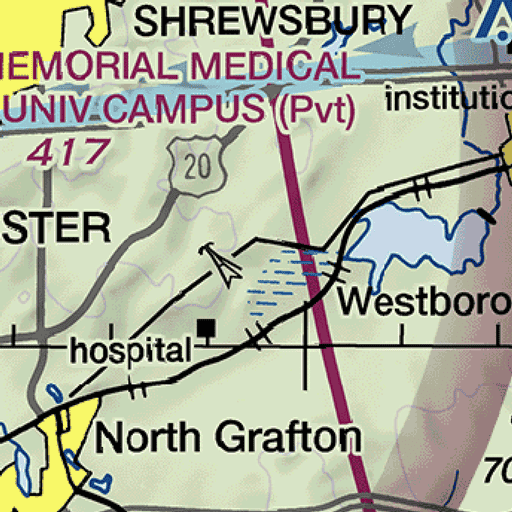 SHREWSBURY
MEMORIAL MEDICAL
UNIV CAMPUS (Pvt)
institutio
417
20
STER
Westboro
hospital
North Grafton
70